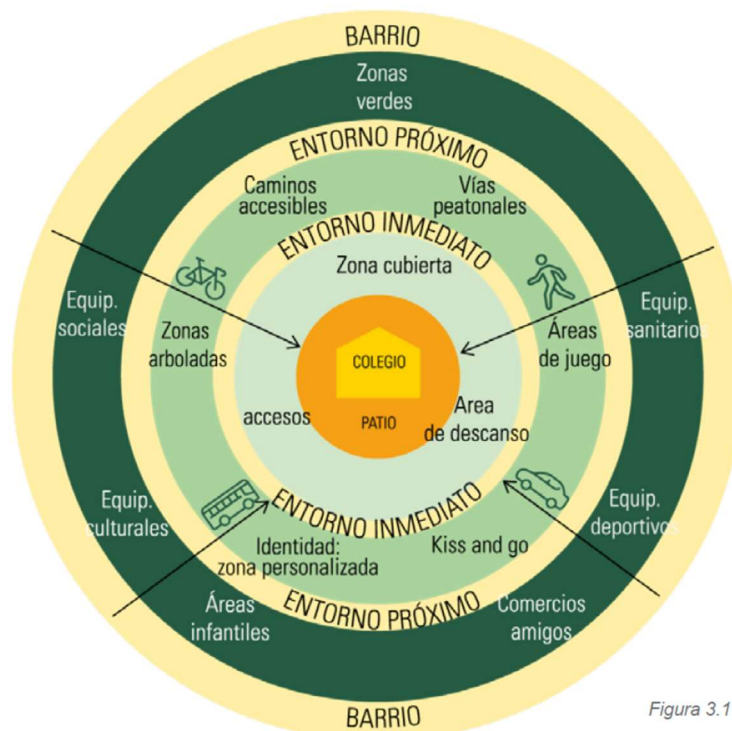 BARRIO
Zonas
verdes
ENTORNO PRÓXIMO
Caminos
accesibles
Vías
peatonales
ENTORNO INMEDIATO
Zona cubierta
Equip.
sociales
Zonas
arboladas
COLEGIO
PATIO
Áreas
de juego
Equip.
sanitarios
accesos
Area
de descanso
Equip.
culturales
ENTORNO INMEDIATO
Equip.
deportivos
Identidad:
zona personalizada
Kiss and go
Áreas
infantiles
ENTORNO PRÓXIMO
Comercios
amigos
BARRIO
Figura 3.1